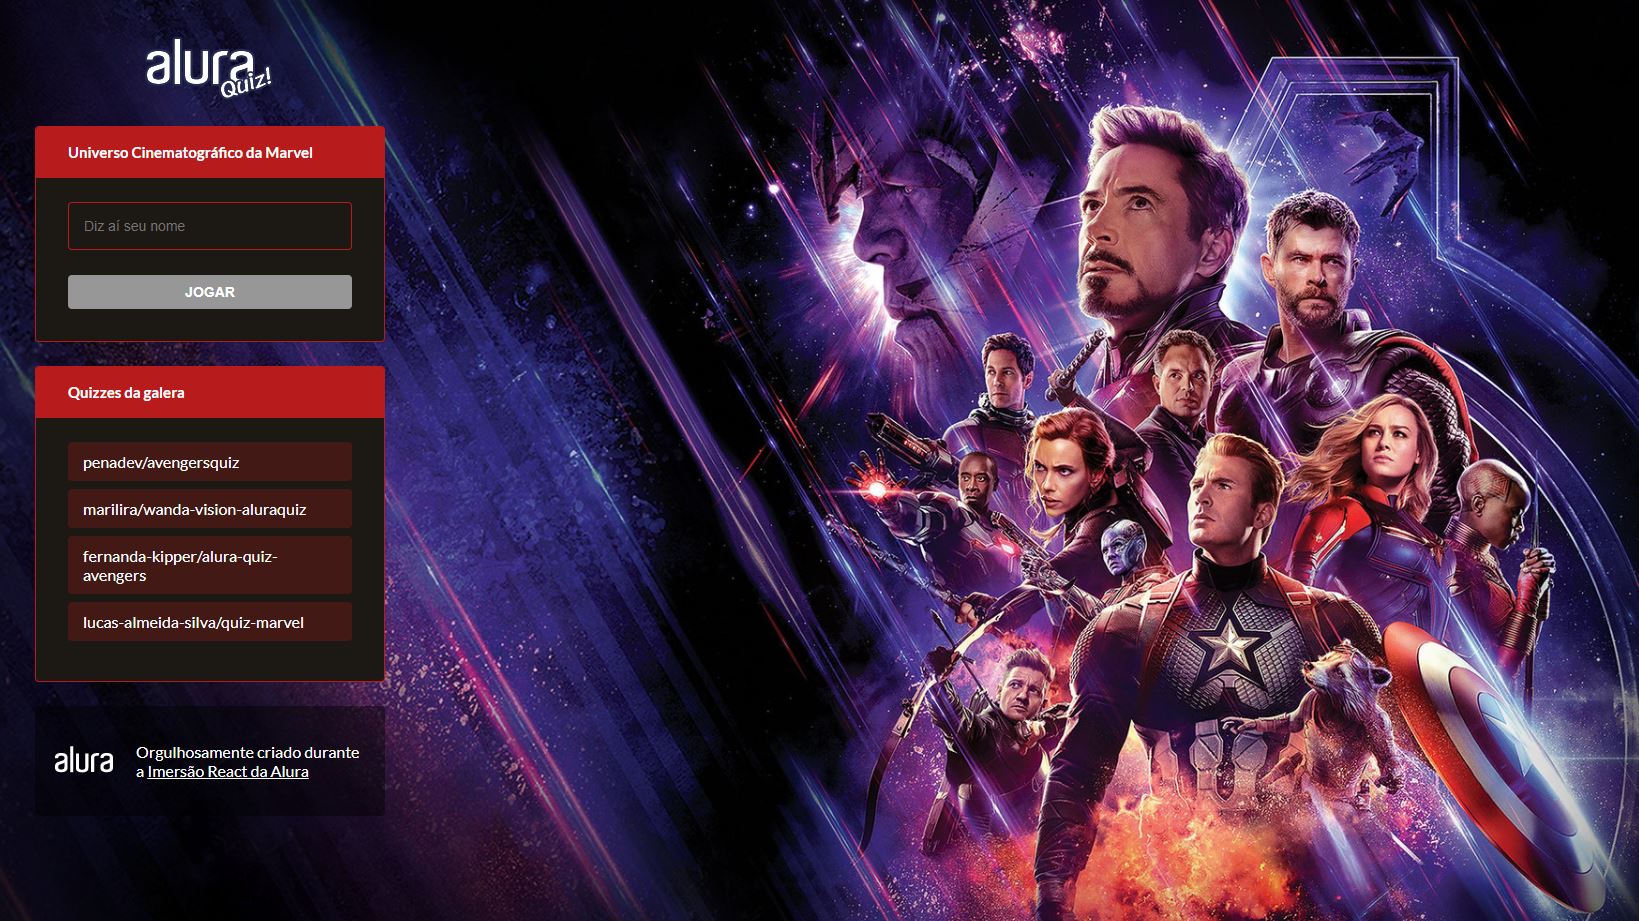 alura
Quiz!
Universo Cinematográfico da Marvel
Diz aí seu nome
JOGAR
Quizzes da galera
penadev/avengersquiz
marilira/wanda-vision-aluraquiz
fernanda-kipper/alura-quiz-
avengers
lucas-almeida-silva/quiz-marvel
alura
Orgulhosamente criado durante
a Imersão React da Alura